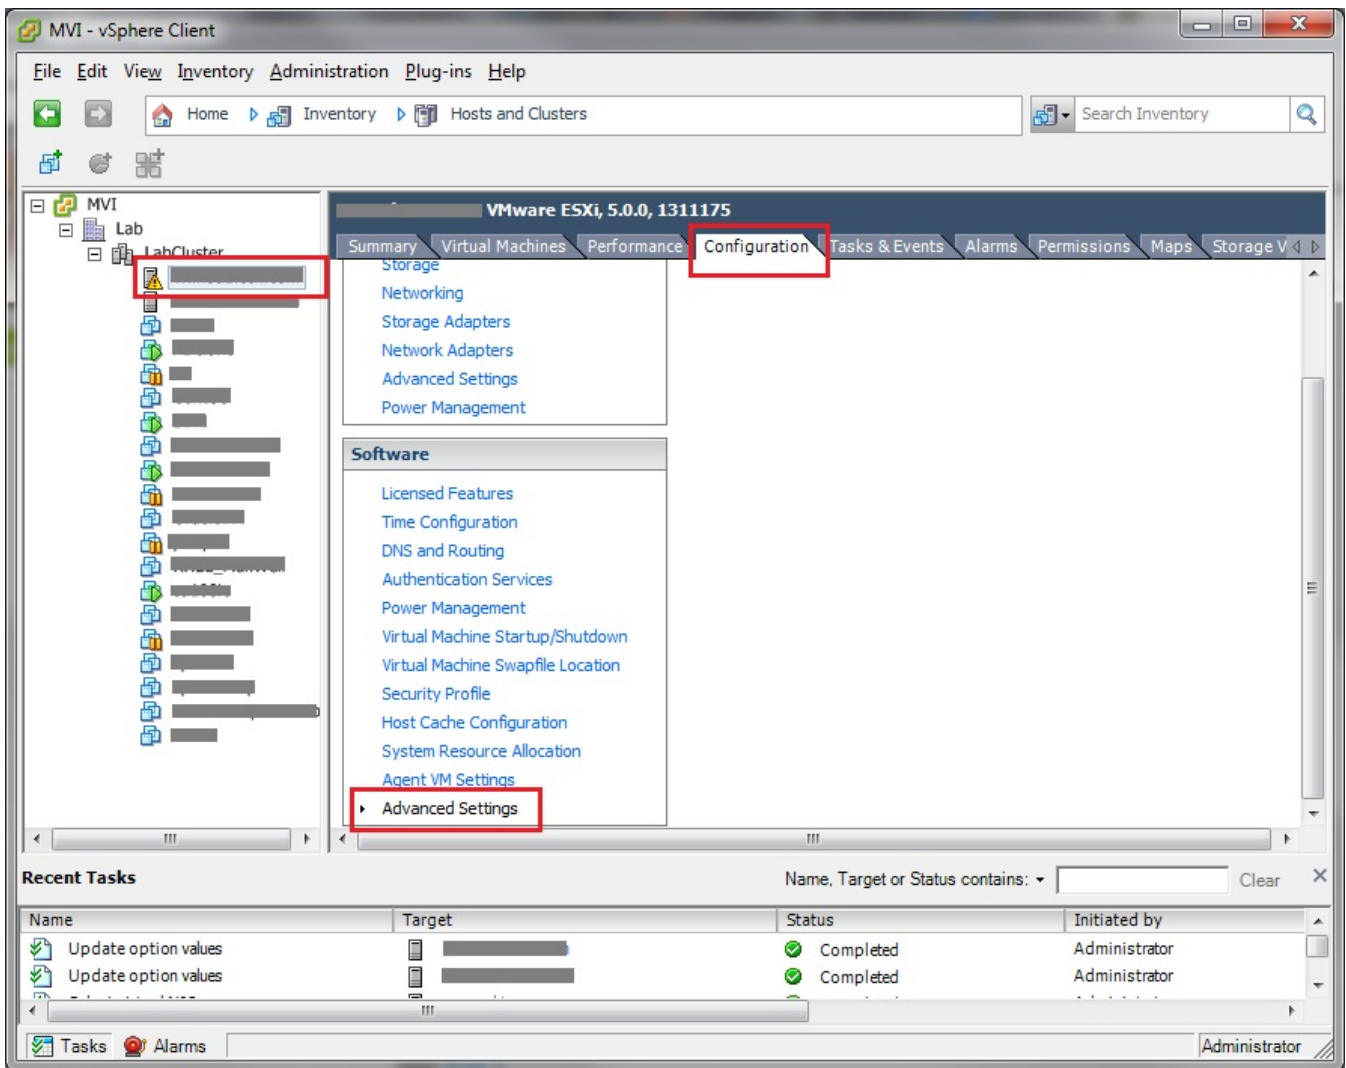 MVI - vSphere Client
File Edit View Inventory Administration Plug-ins Help
Home Inventory Hosts and Clusters
Search Inventory
MVI
Lab
LabCluster
VMware ESXi, 5.0.0, 1311175
Summary Virtual Machines Performance Configuration Tasks & Events Alarms Permissions Maps Storage V
Storage
Networking
Storage Adapters
Network Adapters
Advanced Settings
Power Management
Software
Licensed Features
Time Configuration
DNS and Routing
Authentication Services
Power Management
Virtual Machine Startup/Shutdown
Virtual Machine Swapfile Location
Security Profile
Host Cache Configuration
System Resource Allocation
Agent VM Settings
Advanced Settings
Recent Tasks
Name, Target or Status contains:
Clear
Name Target Status Initiated by
Update option values Completed Administrator
Update option values Completed Administrator
Tasks Alarms
Administrator